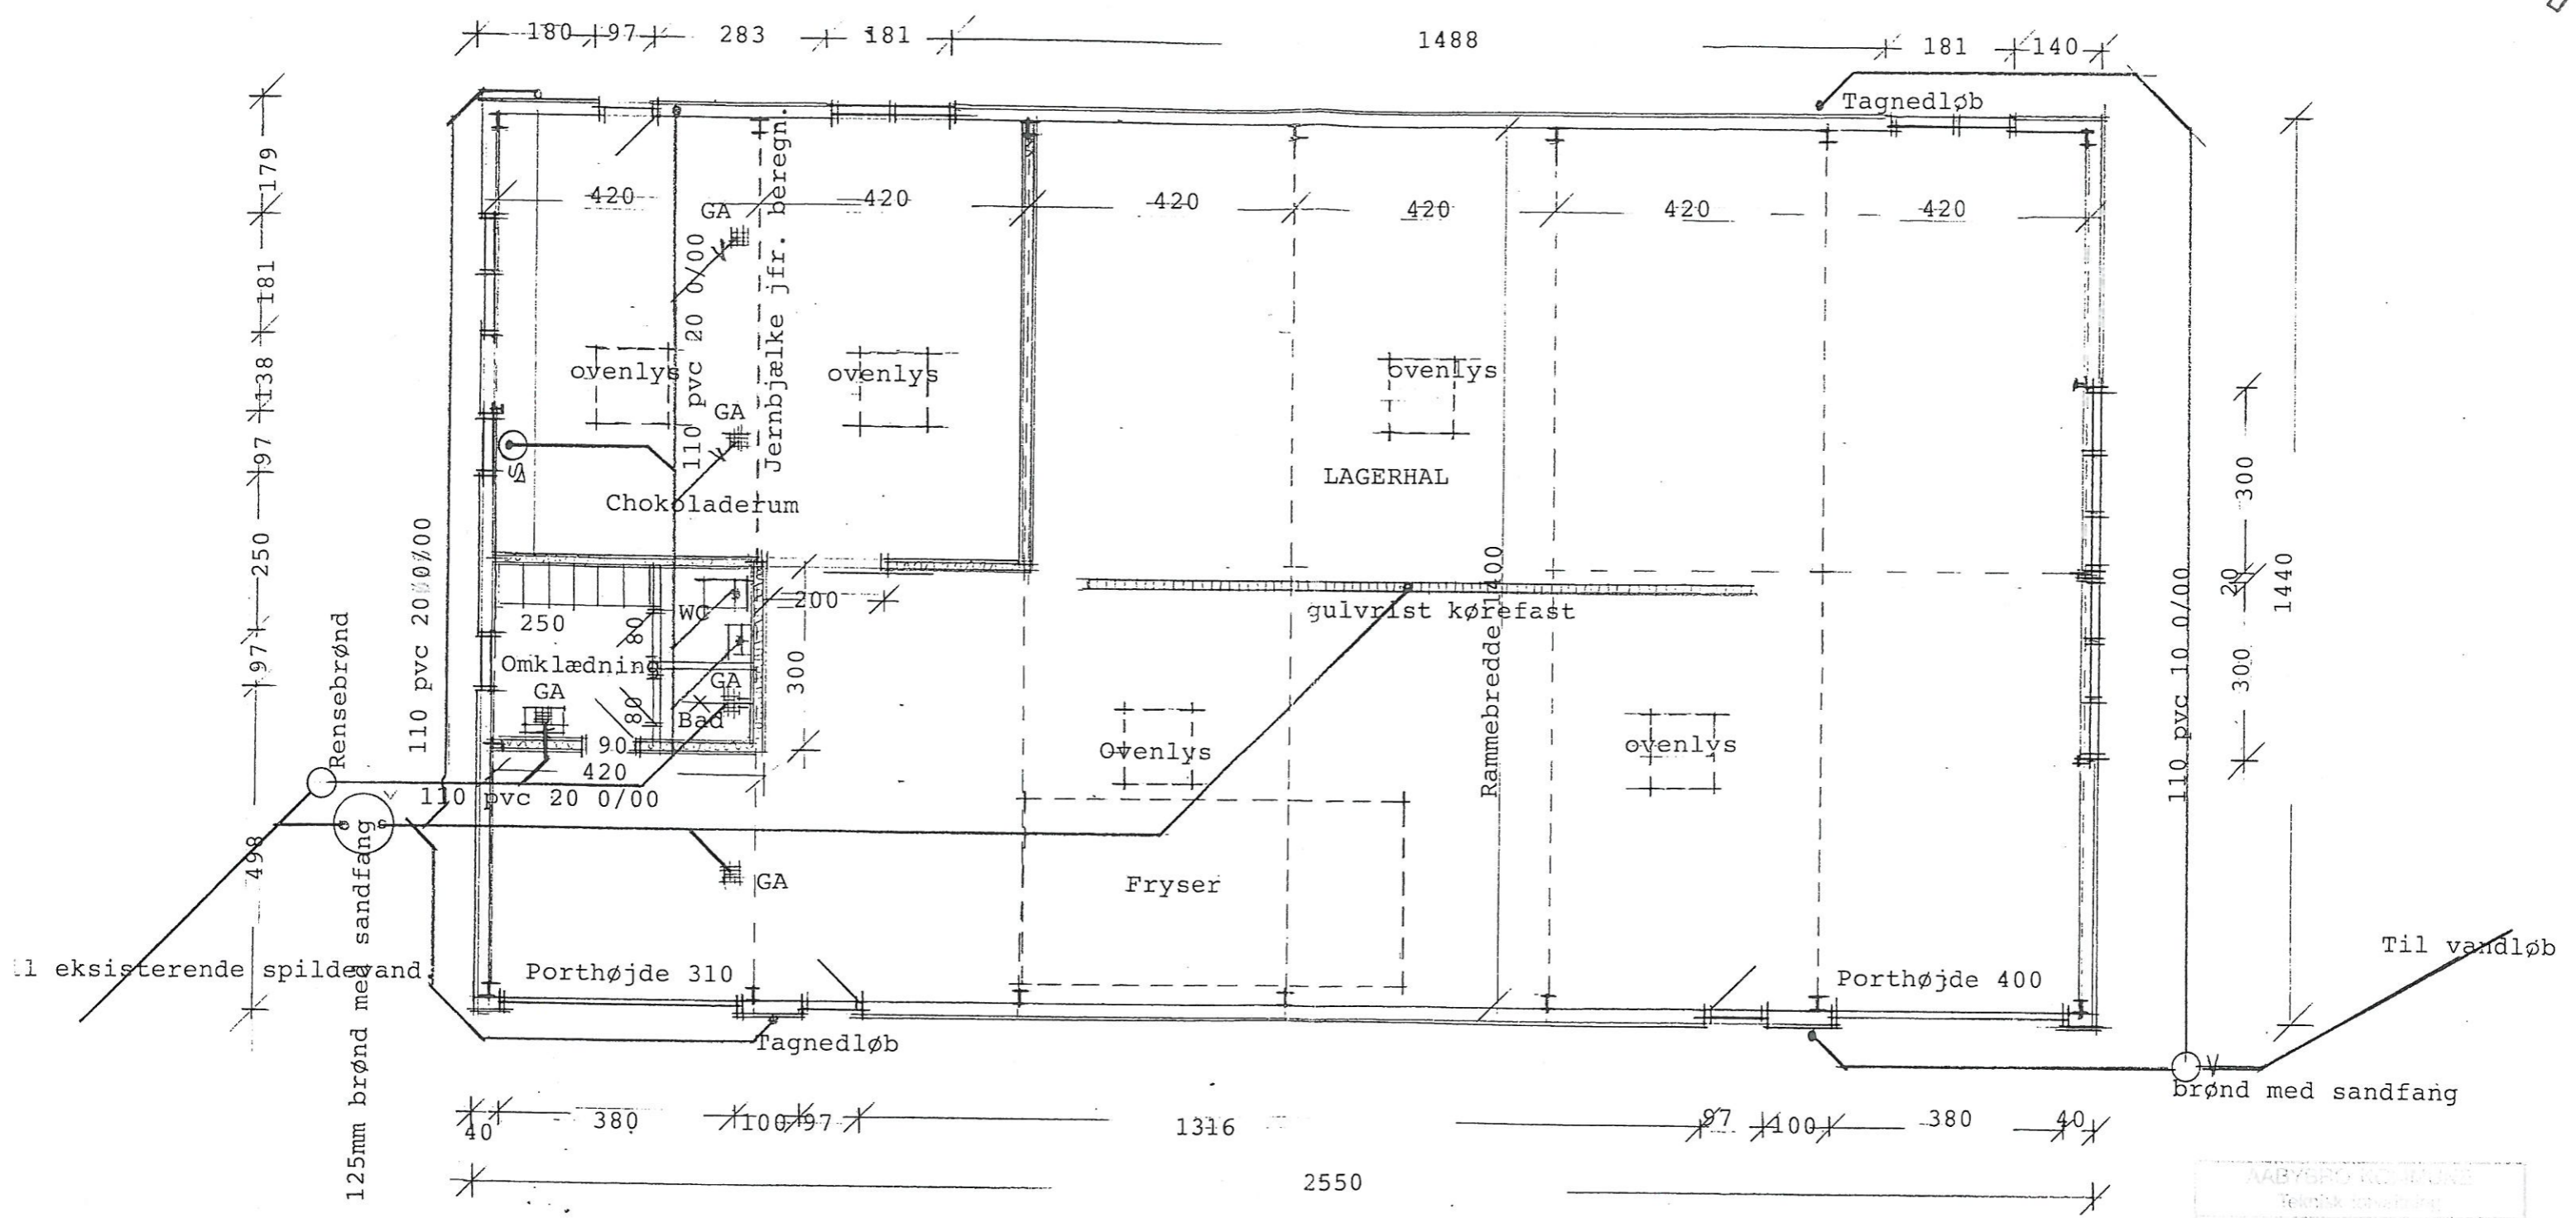 180 97 283 181 1488 181 140
Tagnedløb
179
181
138
97
250
97
498
420 420 420 420 420 420
GA
110 pvc 20 0/00
Jernbjælke jfr. beregn.
ovenlys
ovenlys
ovenlys
GA
S
Chokoladerum
LAGERHAL
300
20
300
1440
110 pvc 20 0/00
110 pvc 10 0/00
WC
200
250
80
gulvrist kørefast
Rammebredde 1400
Omklædning
GA
GA
80
Bad
300
90
420
Rensebrønd
110 pvc 20 0/00
Ovenlys
ovenlys
125mm brønd med sandfang
GA
Fryser
il eksisterende spildevand
Porthøjde 310
Porthøjde 400
Til vandløb
Tagnedløb
brønd med sandfang
40 380 100 97 1316 97 100 380 40
2550
AABYBRO KOMMUNE